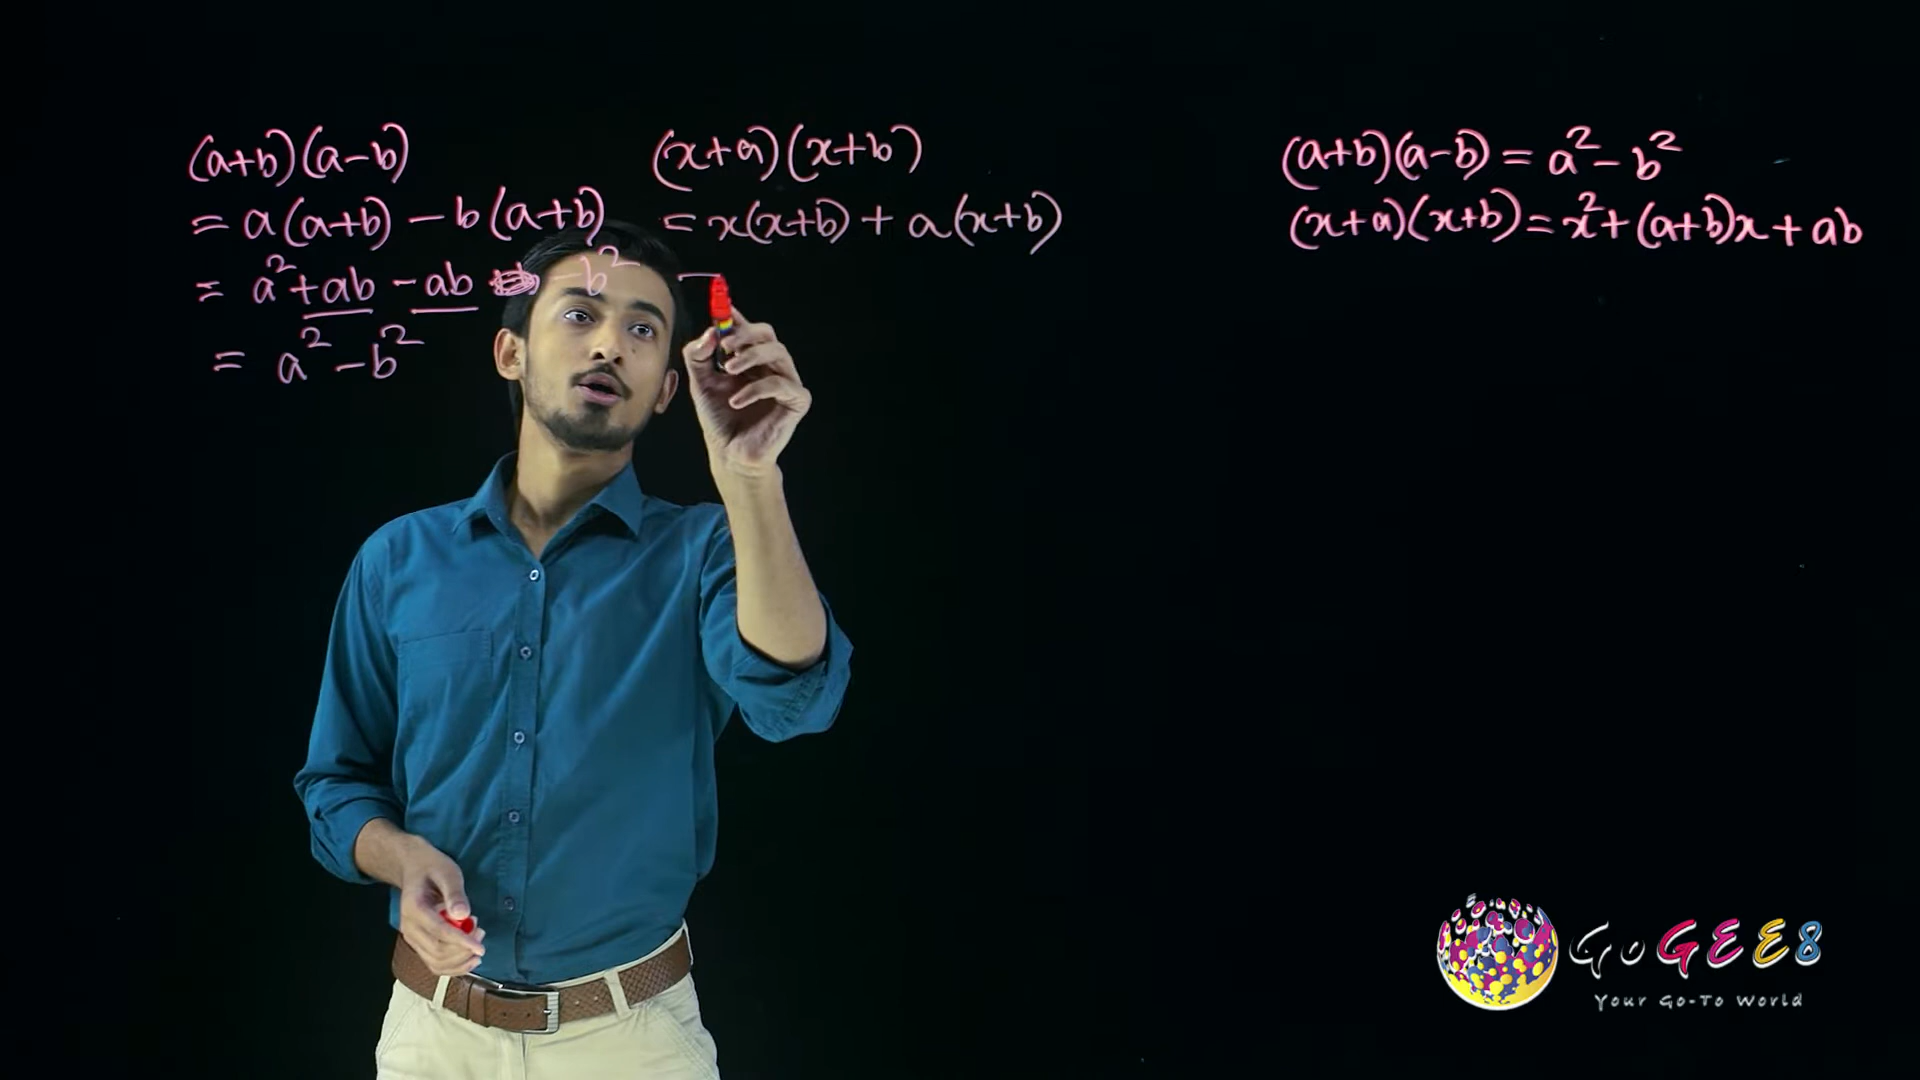 (a+b)(a-b)
= a(a+b) - b(a+b)
= a²+ab - ab - b²
= a² - b²
(x+a)(x+b)
= x(x+b) + a(x+b)
(a+b)(a-b) = a² - b²
(x+a)(x+b) = x²+(a+b)x + ab
GoGEE8
Your Go-To World